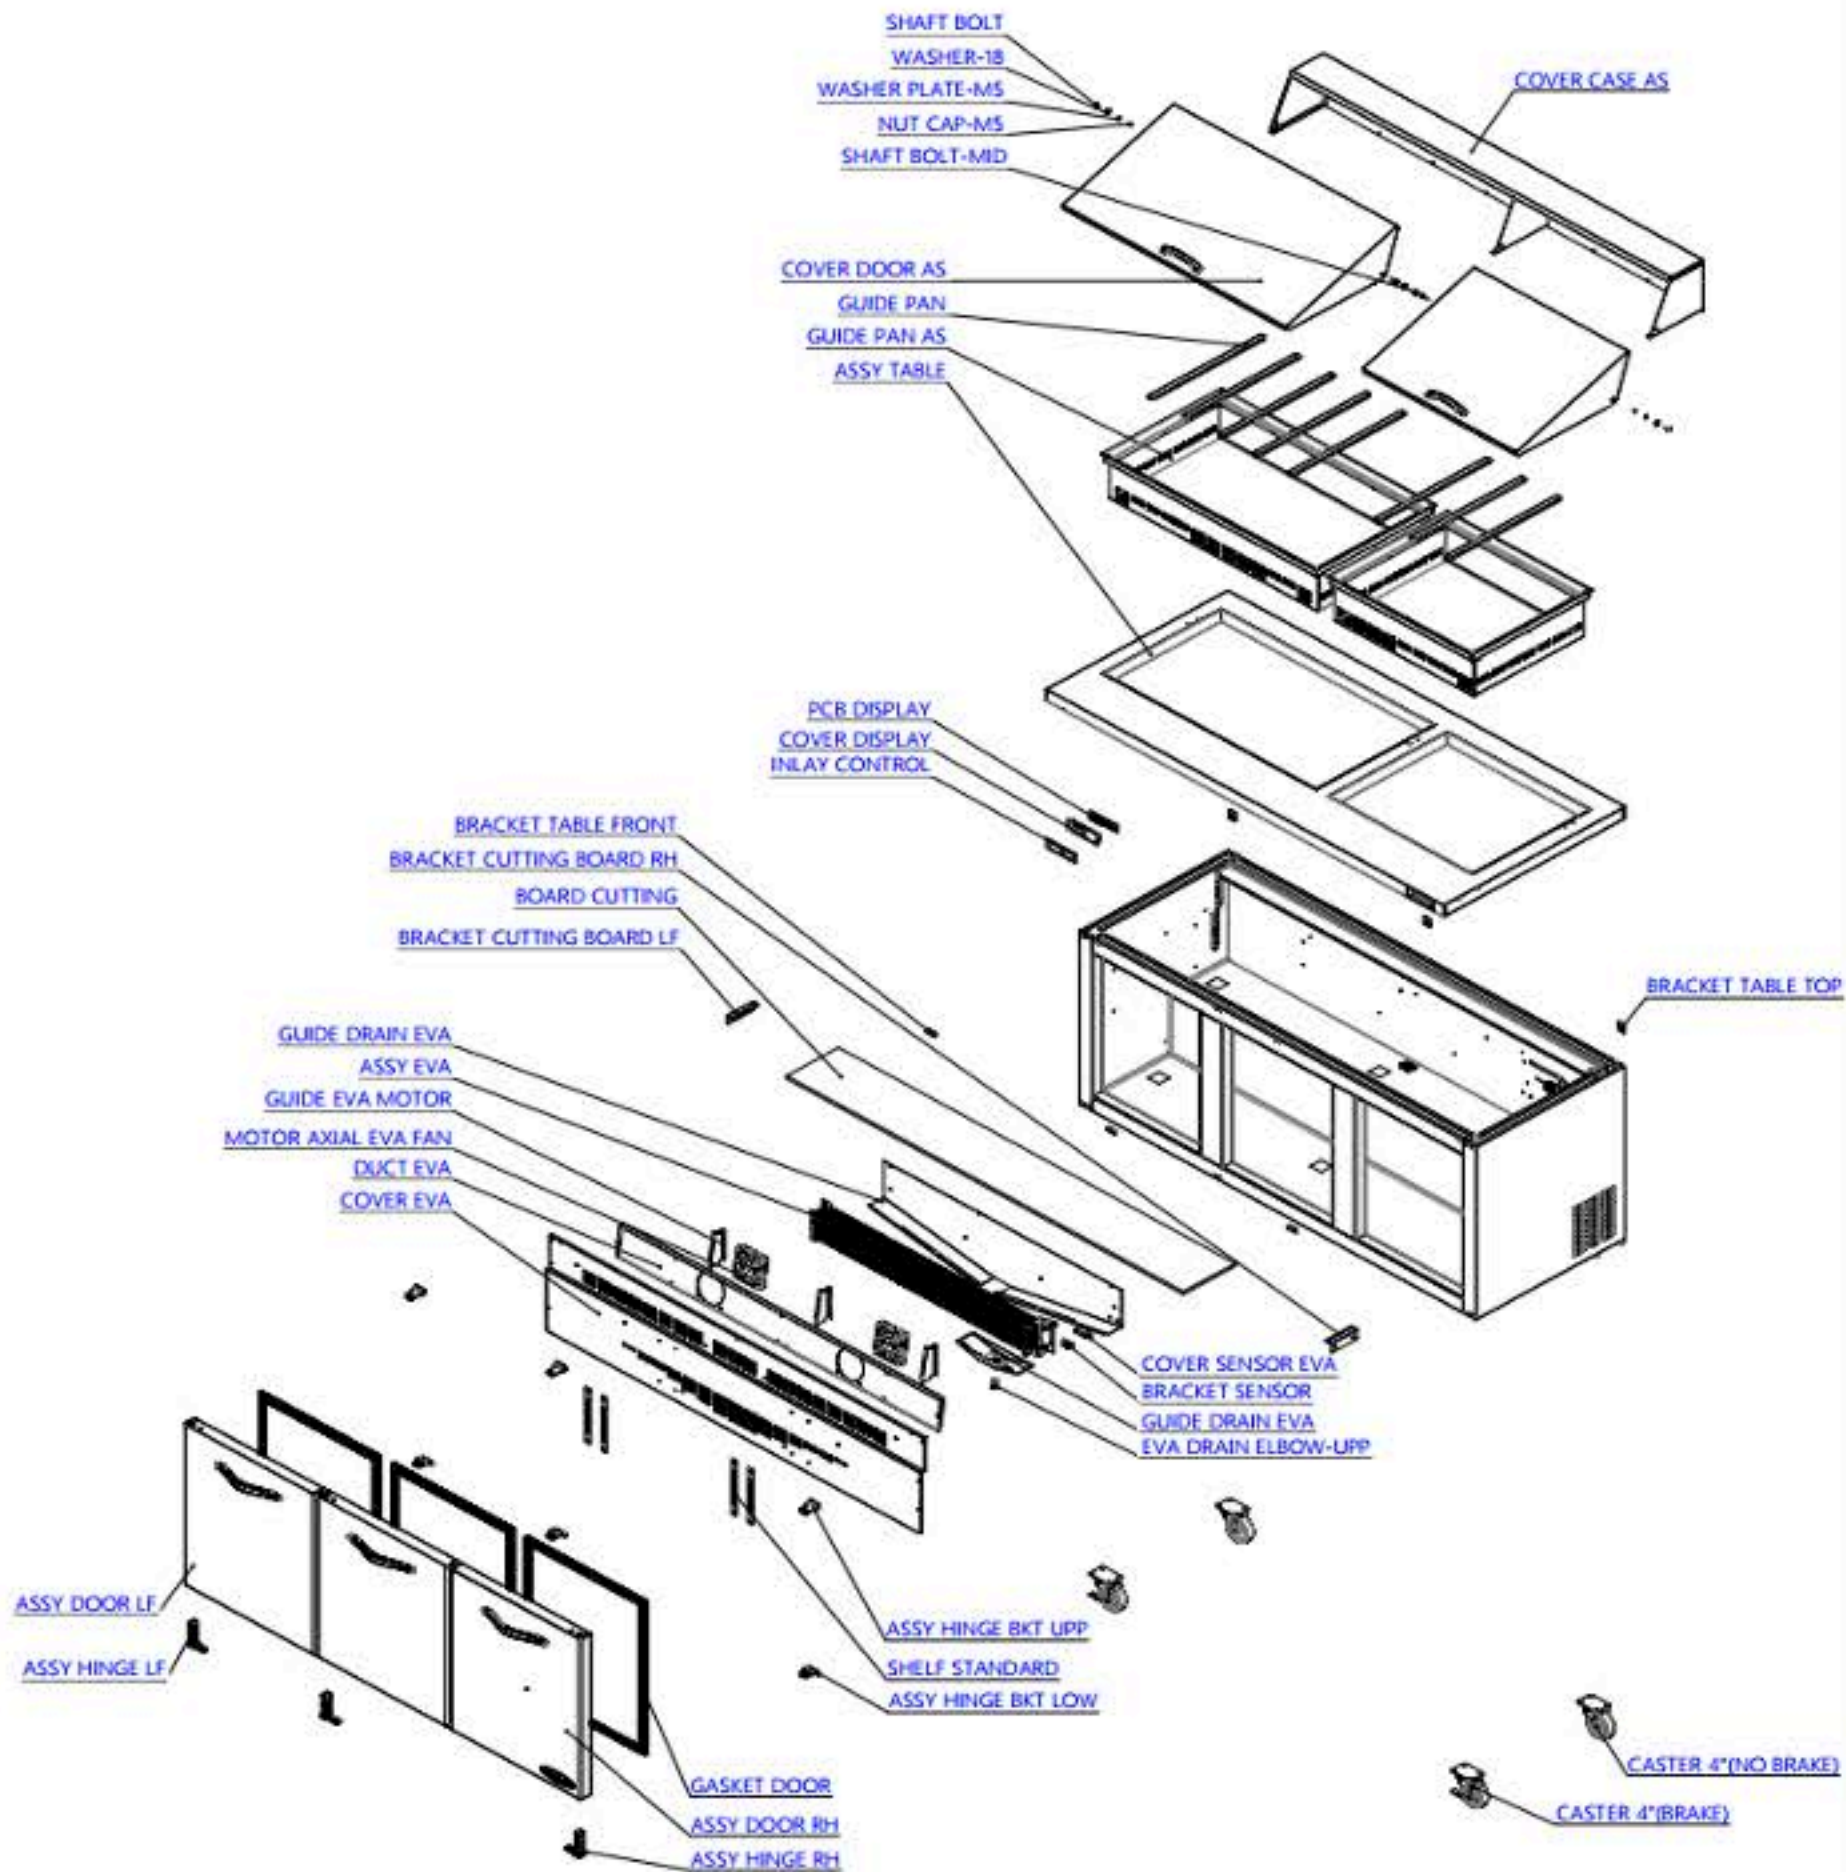 SHAFT BOLT
WASHER-18
WASHER PLATE-M5
NUT CAP-M5
SHAFT BOLT-MID
COVER CASE AS
COVER DOOR AS
GUIDE PAN
GUIDE PAN AS
ASSY TABLE
PCB DISPLAY
COVER DISPLAY
INLAY CONTROL
BRACKET TABLE FRONT
BRACKET CUTTING BOARD RH
BOARD CUTTING
BRACKET CUTTING BOARD LF
BRACKET TABLE TOP
GUIDE DRAIN EVA
ASSY EVA
GUIDE EVA MOTOR
MOTOR AXIAL EVA FAN
DUCT EVA
COVER EVA
COVER SENSOR EVA
BRACKET SENSOR
GUIDE DRAIN EVA
EVA DRAIN ELBOW-UPP
ASSY DOOR LF
ASSY HINGE LF
ASSY HINGE BKT UPP
SHELF STANDARD
ASSY HINGE BKT LOW
GASKET DOOR
ASSY DOOR RH
ASSY HINGE RH
CASTER 4"(NO BRAKE)
CASTER 4"(BRAKE)